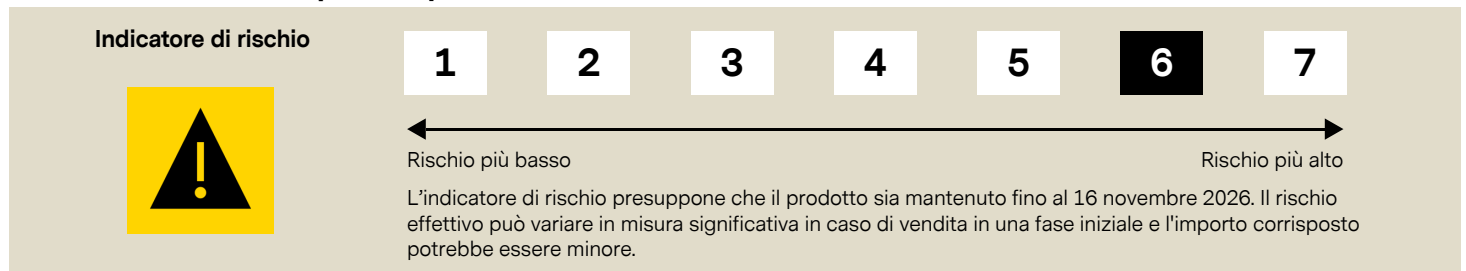 Indicatore di rischio
1 2 3 4 5 6 7
Rischio più basso Rischio più alto
L'indicatore di rischio presuppone che il prodotto sia mantenuto fino al 16 novembre 2026. Il rischio
effettivo può variare in misura significativa in caso di vendita in una fase iniziale e l'importo corrisposto
potrebbe essere minore.